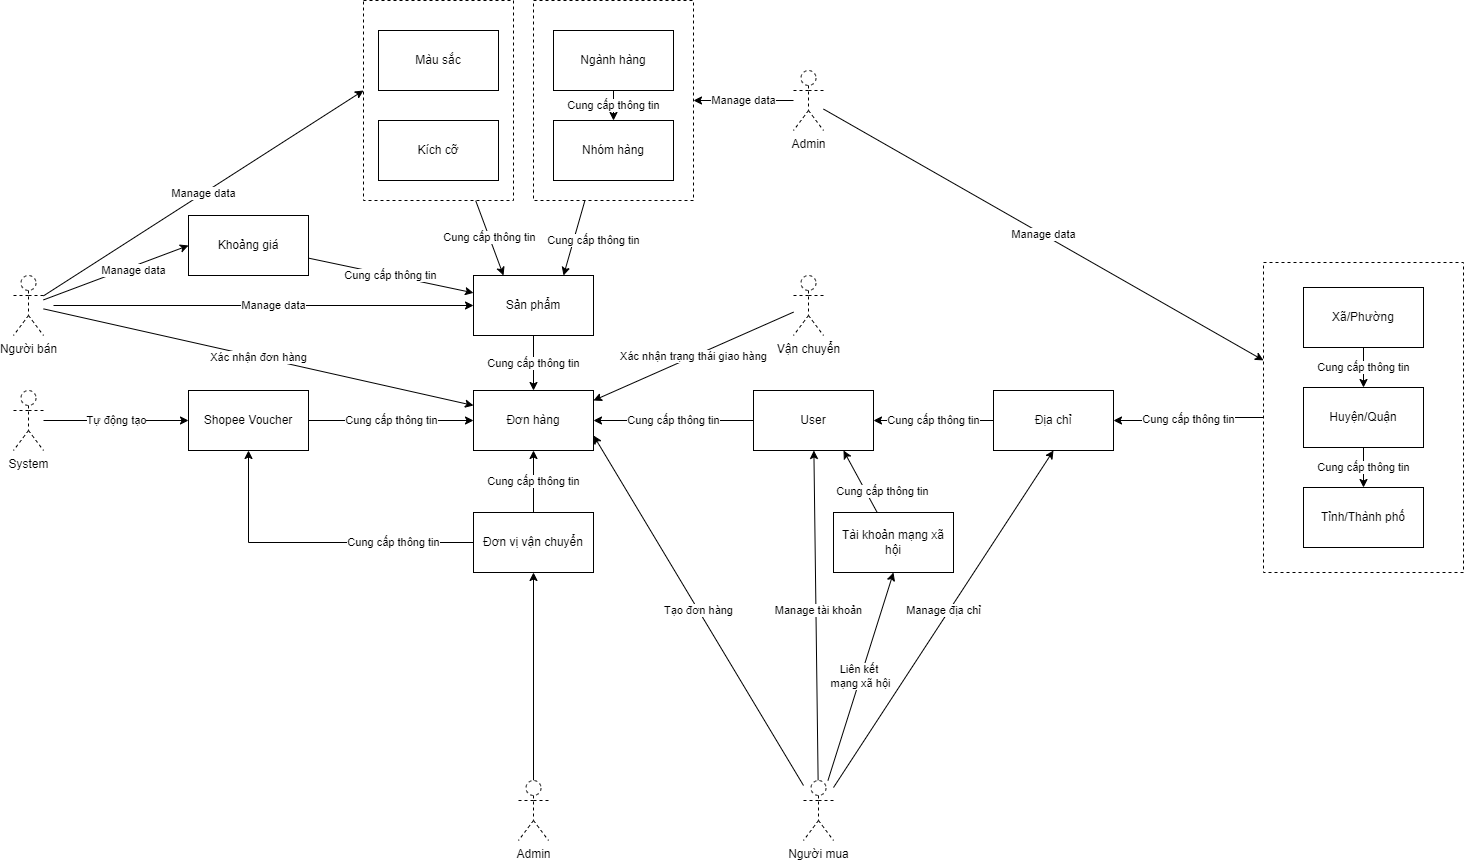 Màu sắc
Ngành hàng
Cung cấp thông tin
Manage data
Kích cỡ
Nhóm hàng
Admin
Manage data
Khoảng giá
Cung cấp thông tin
Cung cấp thông tin
Manage data
Manage data
Cung cấp thông tin
Manage data
Sản phẩm
Xã/Phường
Người bán
Vận chuyển
Xác nhận đơn hàng
Xác nhận trạng thái giao hàng
Cung cấp thông tin
Cung cấp thông tin
Tự động tạo
Shopee Voucher
Cung cấp thông tin
Đơn hàng
Cung cấp thông tin
User
Cung cấp thông tin
Địa chỉ
Cung cấp thông tin
Huyện/Quận
System
Cung cấp thông tin
Cung cấp thông tin
Cung cấp thông tin
Tỉnh/Thành phố
Cung cấp thông tin
Đơn vị vận chuyển
Tài khoản mạng xã
hội
Tạo đơn hàng
Manage tài khoản
Manage địa chỉ
Liên kết
mạng xã hội
Admin
Người mua